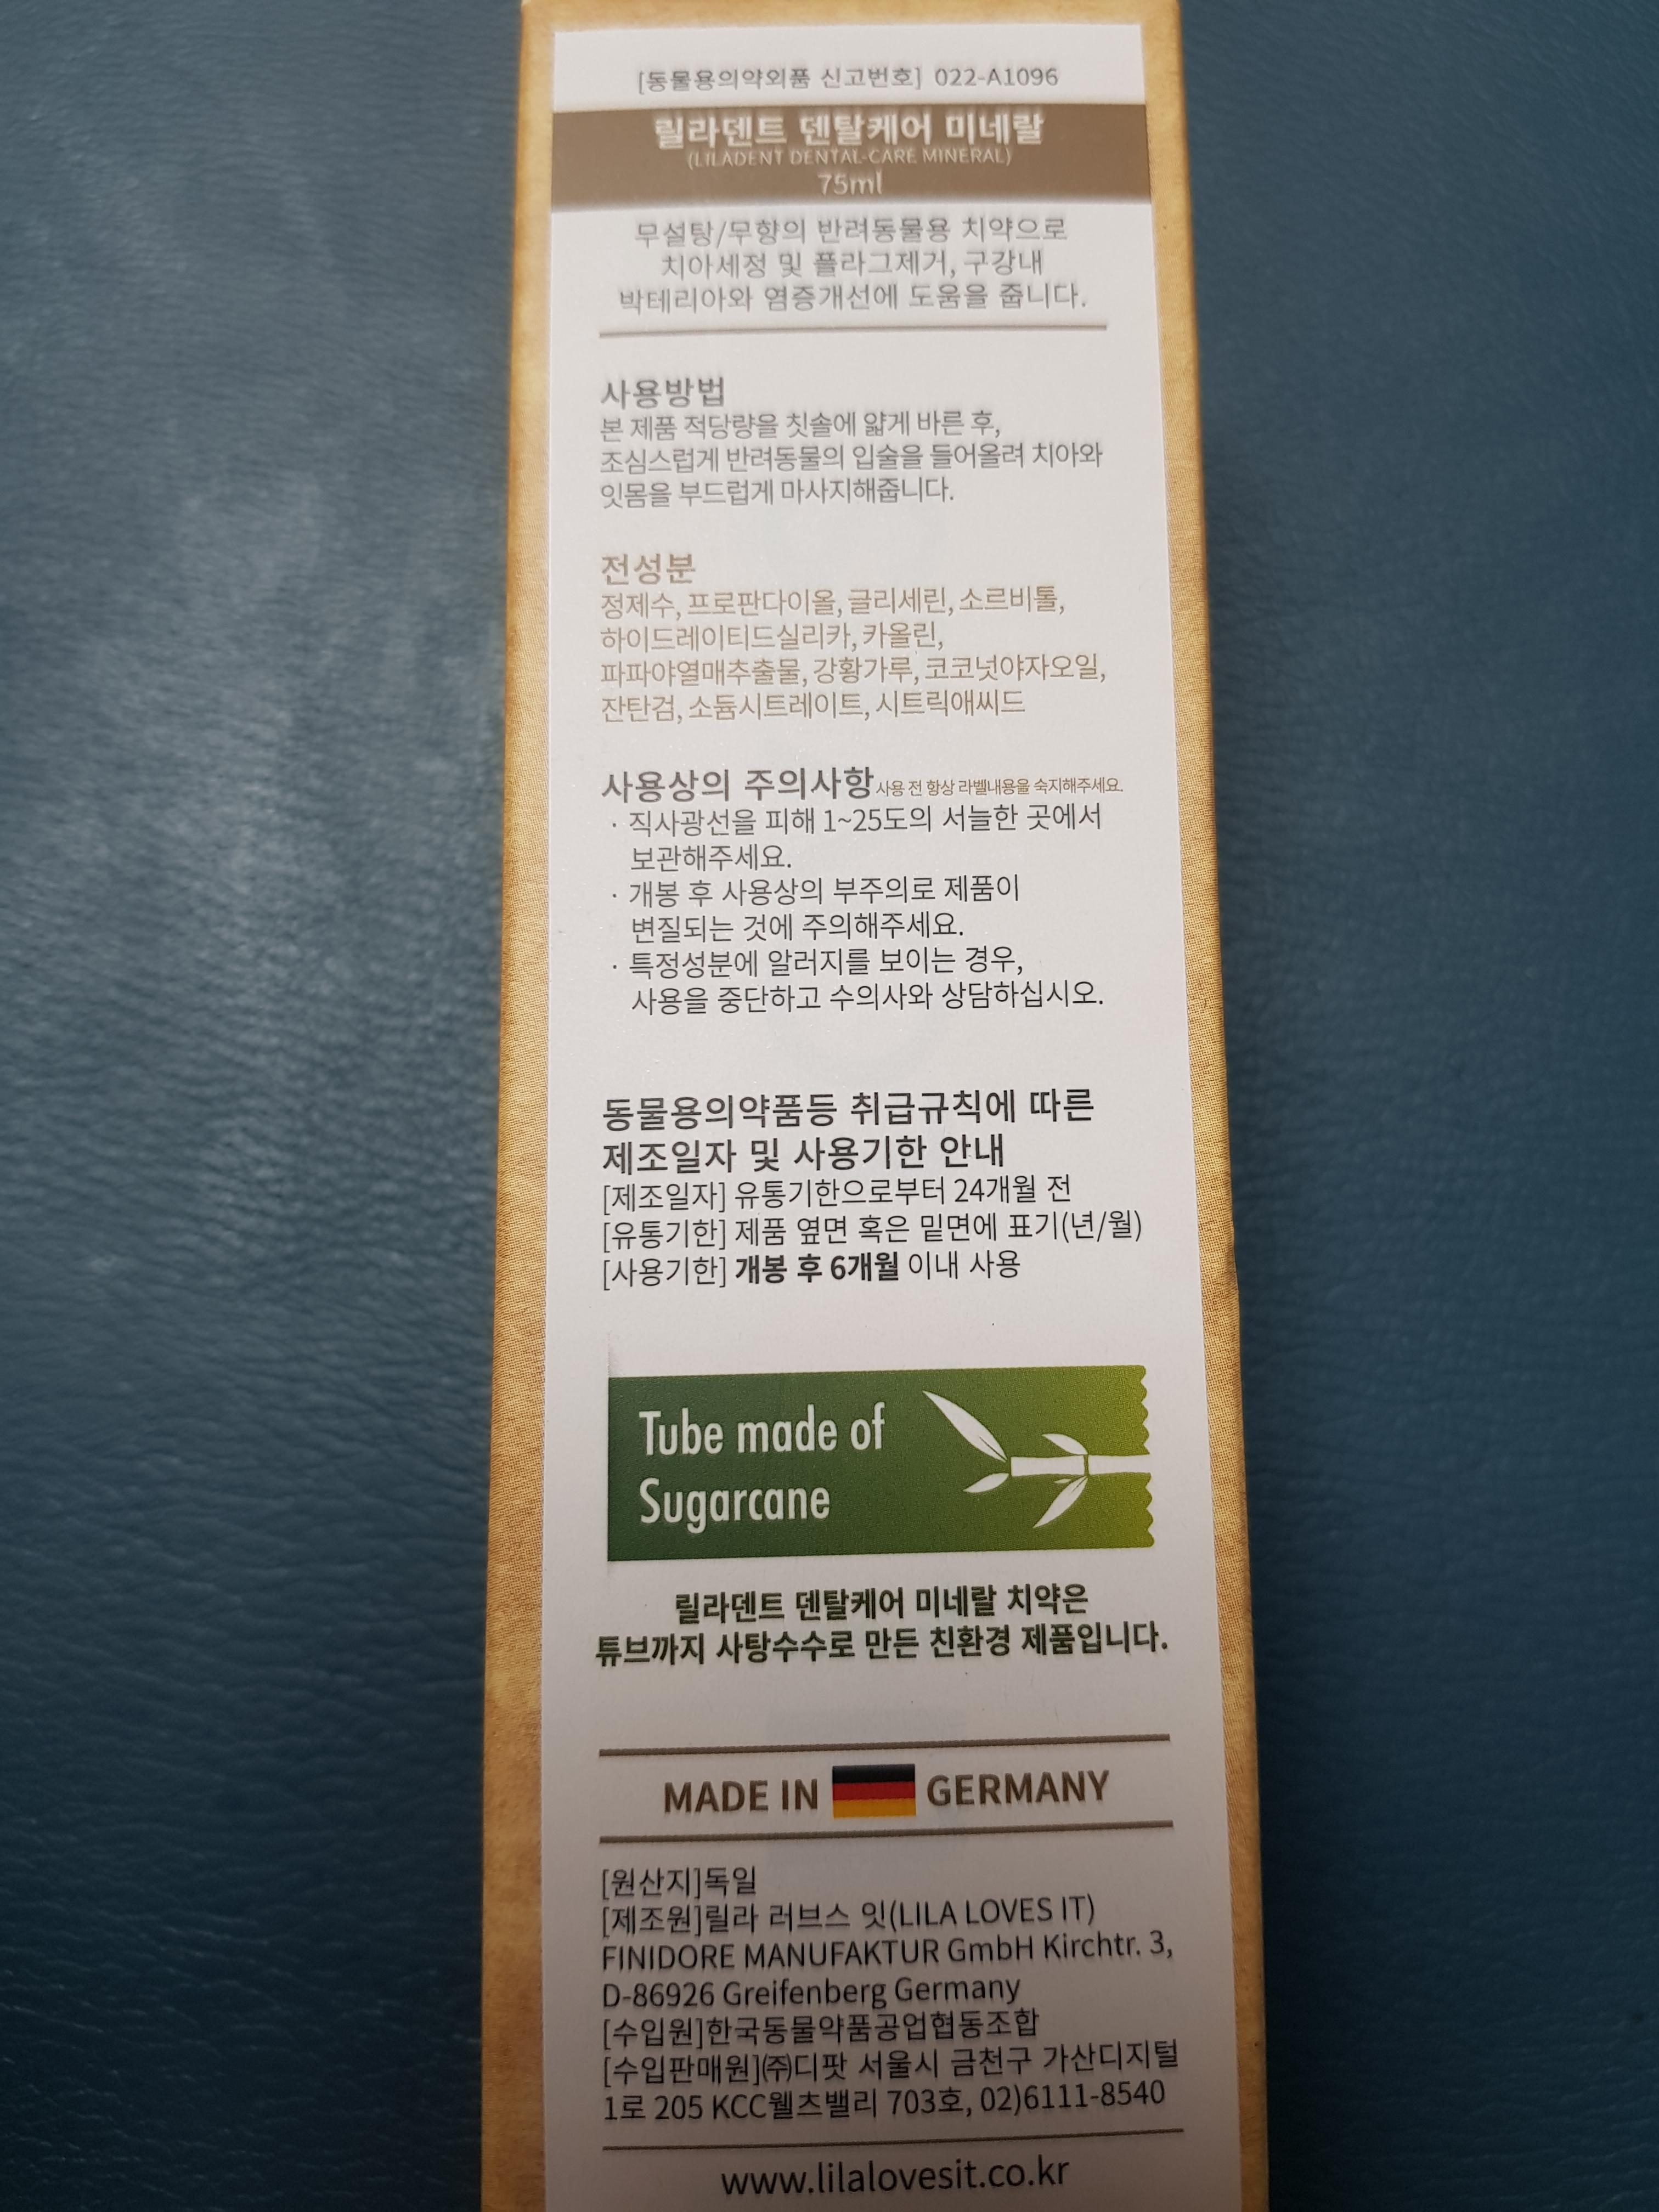 [동물용의약외품 신고번호] 022-A1096
릴라덴트 덴탈케어 미네랄
(LILADENT DENTAL-CARE MINERAL)
75ml
무설탕/무향의 반려동물용 치약으로
치아세정 및 플라그제거, 구강내
박테리아와 염증개선에 도움을 줍니다.
사용방법
본 제품 적당량을 칫솔에 얇게 바른 후,
조심스럽게 반려동물의 입술을 들어올려 치아와
잇몸을 부드럽게 마사지해줍니다.
전성분
정제수, 프로판다이올, 글리세린, 소르비톨,
하이드레이티드실리카, 카올린,
파파야열매추출물, 강황가루, 코코넛야자오일,
잔탄검, 소듐시트레이트, 시트릭애씨드
사용상의 주의사항 사용 전 항상 라벨내용을 숙지해주세요.
· 직사광선을 피해 1~25도의 서늘한 곳에서
보관해주세요.
· 개봉 후 사용상의 부주의로 제품이
변질되는 것에 주의해주세요.
· 특정성분에 알러지를 보이는 경우,
사용을 중단하고 수의사와 상담하십시오.
동물용의약품등 취급규칙에 따른
제조일자 및 사용기한 안내
[제조일자] 유통기한으로부터 24개월 전
[유통기한] 제품 옆면 혹은 밑면에 표기(년/월)
[사용기한] 개봉 후 6개월 이내 사용
Tube made of
Sugarcane
릴라덴트 덴탈케어 미네랄 치약은
튜브까지 사탕수수로 만든 친환경 제품입니다.
MADE IN GERMANY
[원산지]독일
[제조원]릴라 러브스 잇(LILA LOVES IT)
FINIDORE MANUFAKTUR GmbH Kirchtr. 3,
D-86926 Greifenberg Germany
[수입원]한국동물약품공업협동조합
[수입판매원]㈜디팟 서울시 금천구 가산디지털
1로 205 KCC웰츠밸리 703호, 02)6111-8540
www.lilalovesit.co.kr